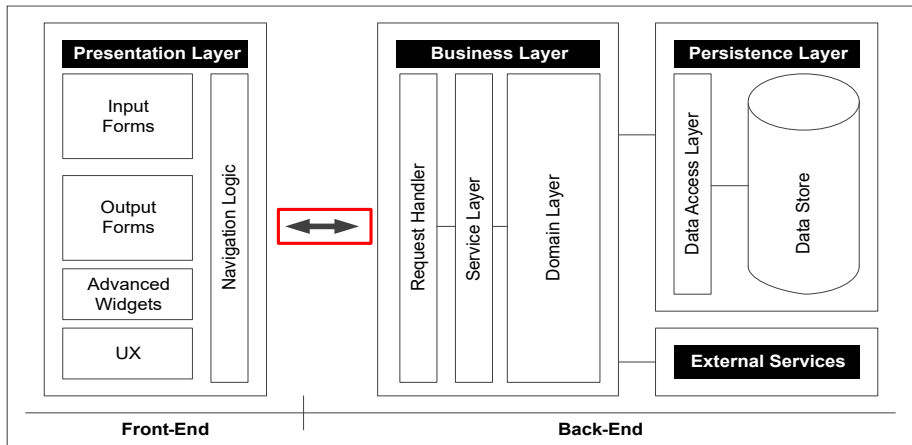 Presentation Layer
Input
Forms
Output
Forms
Advanced
Widgets
UX
Navigation Logic
Business Layer
Request Handler
Service Layer
Domain Layer
Persistence Layer
Data Access Layer
Data Store
External Services
Front-End
Back-End